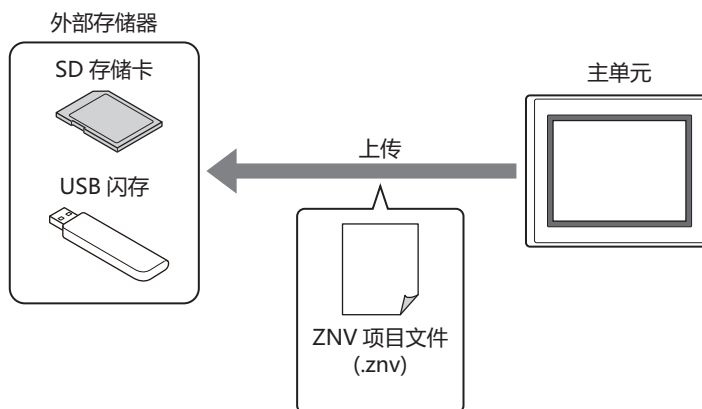 外部存储器
SD 存储卡
USB 闪存
上传
主单元
ZNV 项目文件
(.znv)